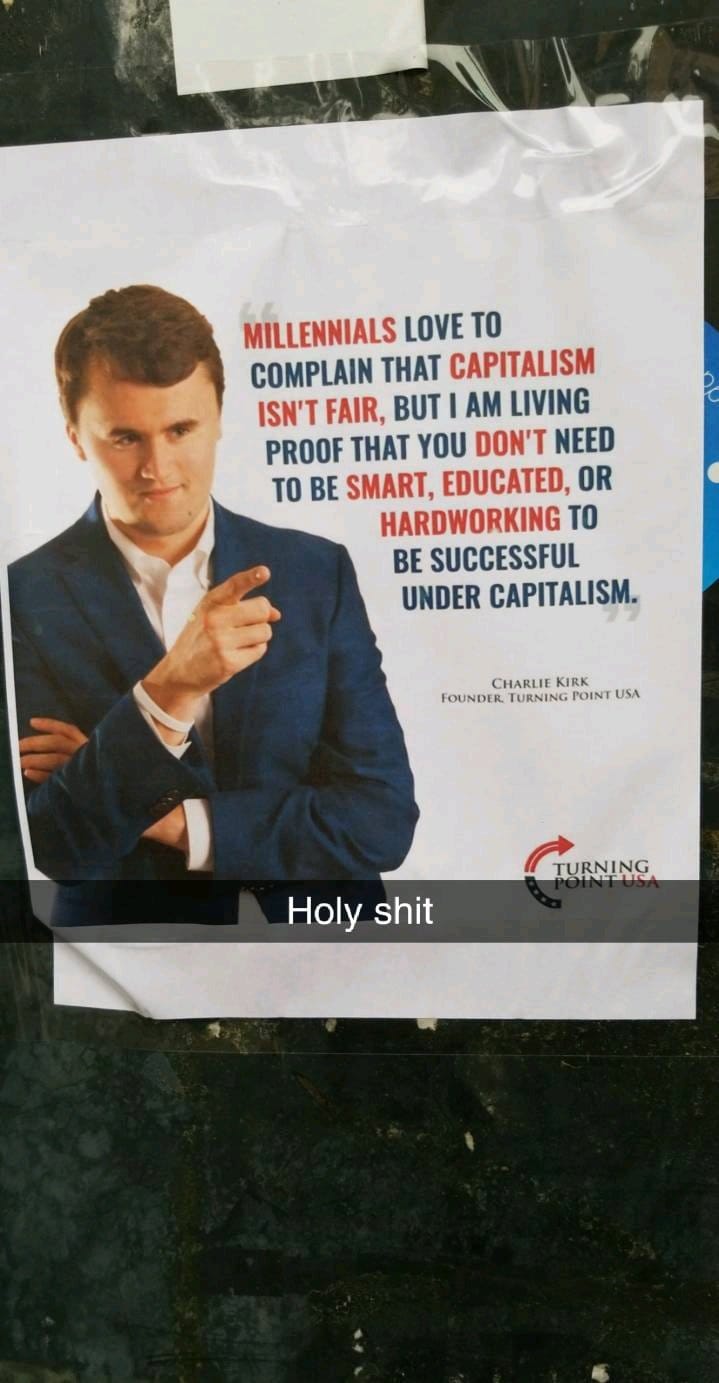 “
MILLENNIALS LOVE TO
COMPLAIN THAT CAPITALISM
ISN'T FAIR, BUT I AM LIVING
PROOF THAT YOU DON'T NEED
TO BE SMART, EDUCATED, OR
HARDWORKING TO
BE SUCCESSFUL
UNDER CAPITALISM.
”
CHARLIE KIRK
FOUNDER, TURNING POINT USA
TURNING
POINT USA
Holy shit